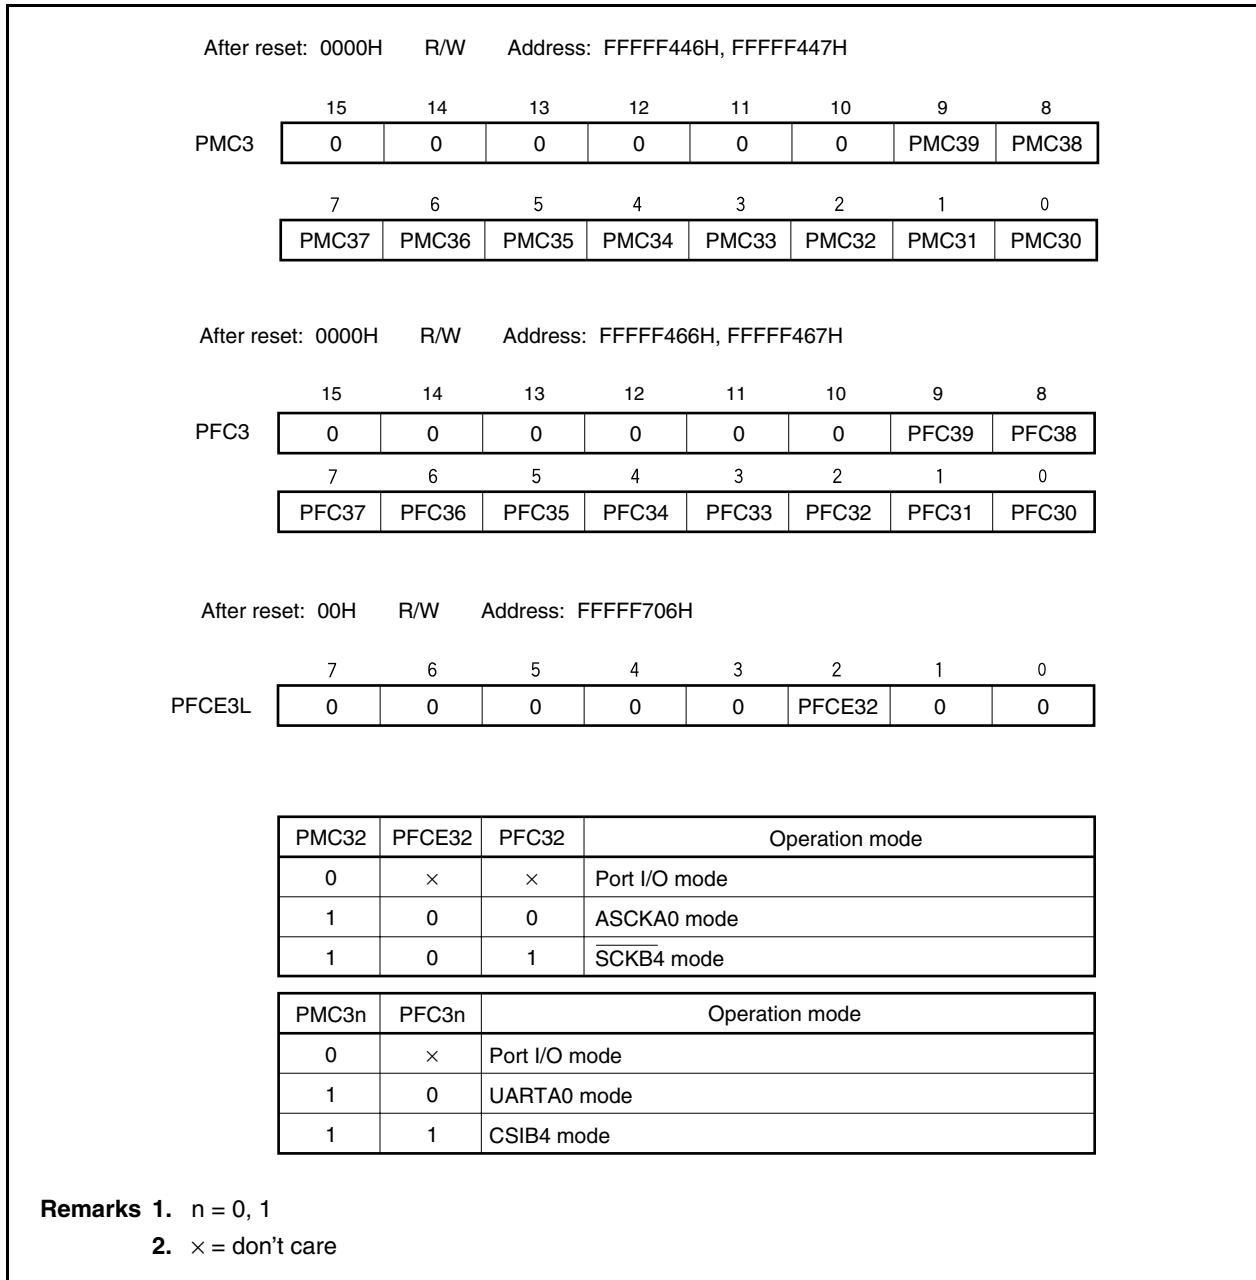 After reset: 0000H R/W Address: FFFFF446H, FFFFF447H
15 14 13 12 11 10 9 8
PMC3 0 0 0 0 0 0 PMC39 PMC38
7 6 5 4 3 2 1 0
PMC37 PMC36 PMC35 PMC34 PMC33 PMC32 PMC31 PMC30
After reset: 0000H R/W Address: FFFFF466H, FFFFF467H
15 14 13 12 11 10 9 8
PFC3 0 0 0 0 0 0 PFC39 PFC38
7 6 5 4 3 2 1 0
PFC37 PFC36 PFC35 PFC34 PFC33 PFC32 PFC31 PFC30
After reset: 00H R/W Address: FFFFF706H
7 6 5 4 3 2 1 0
PFCE3L 0 0 0 0 0 PFCE32 0 0
PMC32 PFCE32 PFC32 Operation mode
0 × × Port I/O mode
1 0 0 ASCKA0 mode
1 0 1 S̅C̅K̅B̅4̅ mode
PMC3n PFC3n Operation mode
0 × Port I/O mode
1 0 UARTA0 mode
1 1 CSIB4 mode
Remarks 1. n = 0, 1
2. × = don't care